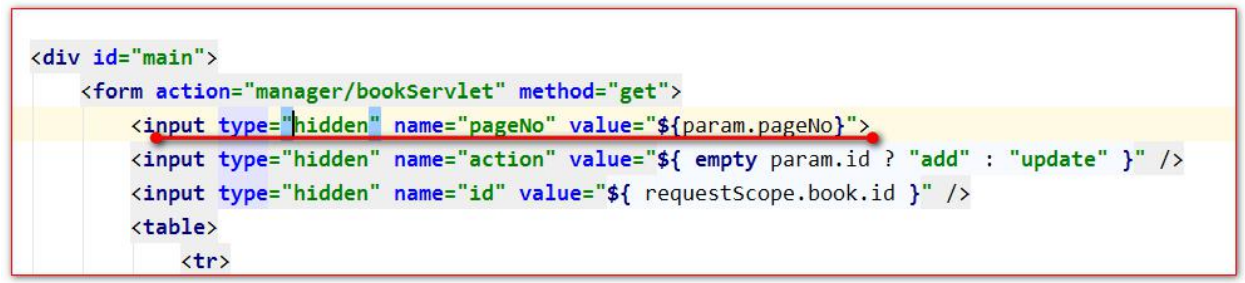 <div id="main">
<form action="manager/bookServlet" method="get">
<input type="hidden" name="pageNo" value="${param.pageNo}">
<input type="hidden" name="action" value="${ empty param.id ? "add" : "update" }" />
<input type="hidden" name="id" value="${ requestScope.book.id }" />
<table>
<tr>